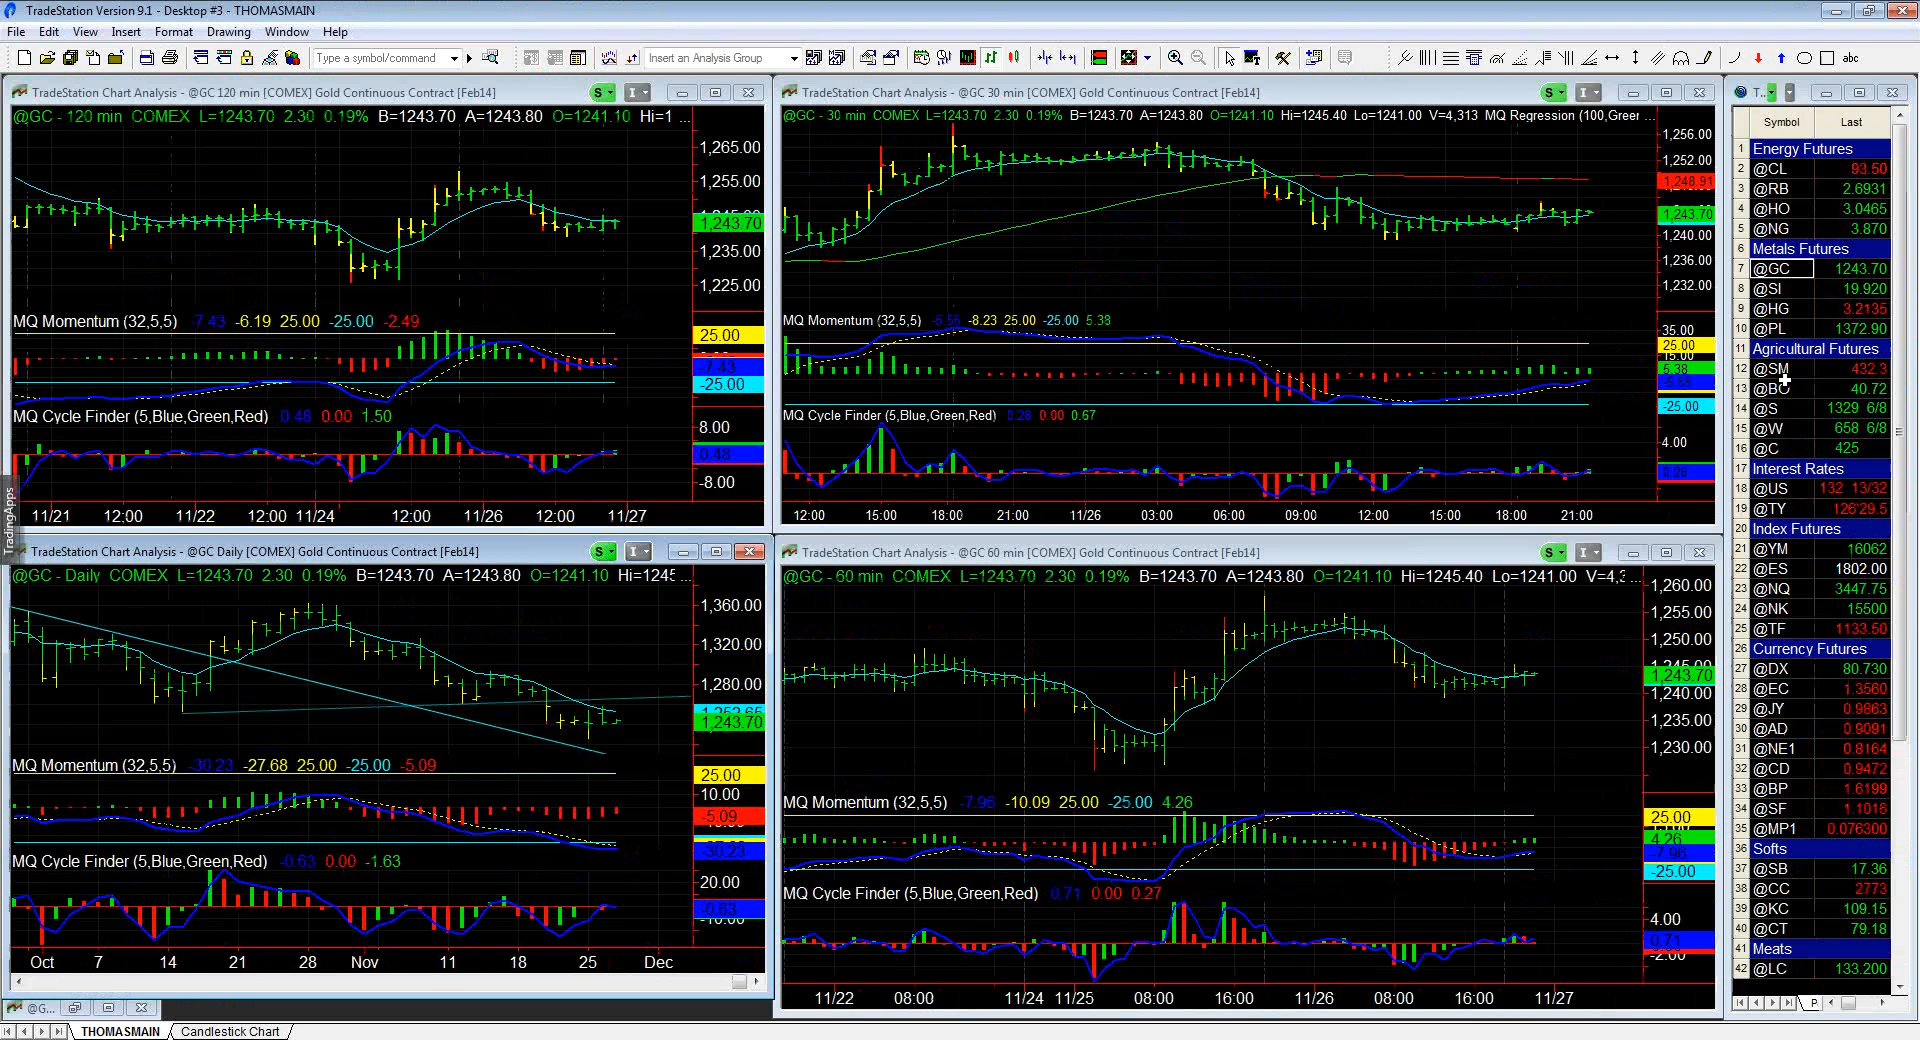 TradeStation Version 9.1 - Desktop #3 - THOMASMAIN
File Edit View Insert Format Drawing Window Help
Type a symbol/command
Insert an Analysis Group
abc
TradeStation Chart Analysis - @GC 120 min [COMEX] Gold Continuous Contract [Feb14]
@GC - 120 min COMEX L=1243.70 2.30 0.19% B=1243.70 A=1243.80 O=1241.10 Hi=1 ...
1,265.00
1,255.00
1,243.70
1,235.00
1,225.00
MQ Momentum (32,5,5) -7.43 -6.19 25.00 -25.00 -2.49
25.00
-7.43
-25.00
MQ Cycle Finder (5,Blue,Green,Red) 0.48 0.00 1.50
8.00
0.48
-8.00
11/21 12:00 11/22 12:00 11/24 12:00 11/26 12:00 11/27
TradingApps
TradeStation Chart Analysis - @GC 30 min [COMEX] Gold Continuous Contract [Feb14]
@GC - 30 min COMEX L=1243.70 2.30 0.19% B=1243.70 A=1243.80 O=1241.10 Hi=1245.40 Lo=1241.00 V=4,313 MQ Regression (100,Greer ...
1,256.00
1,252.00
1,248.91
1,243.70
1,240.00
1,236.00
1,232.00
MQ Momentum (32,5,5) -5.55 -8.23 25.00 -25.00 5.38
35.00
25.00
15.00
5.38
-25.00
MQ Cycle Finder (5,Blue,Green,Red) 0.28 0.00 0.67
4.00
0.28
12:00 15:00 18:00 21:00 11/26 03:00 06:00 09:00 12:00 15:00 18:00 21:00
TradeStation Chart Analysis - @GC Daily [COMEX] Gold Continuous Contract [Feb14]
@GC - Daily COMEX L=1243.70 2.30 0.19% B=1243.70 A=1243.80 O=1241.10 Hi=1245 ...
1,360.00
1,320.00
1,280.00
1,243.70
MQ Momentum (32,5,5) -30.23 -27.68 25.00 -25.00 -5.09
25.00
10.00
-5.09
-30.23
MQ Cycle Finder (5,Blue,Green,Red) -0.63 0.00 -1.63
20.00
-0.63
-10.00
Oct 7 14 21 28 Nov 11 18 25 Dec
TradeStation Chart Analysis - @GC 60 min [COMEX] Gold Continuous Contract [Feb14]
@GC - 60 min COMEX L=1243.70 2.30 0.19% B=1243.70 A=1243.80 O=1241.10 Hi=1245.40 Lo=1241.00 V=4,3 ...
1,260.00
1,255.00
1,250.00
1,245.00
1,243.70
1,240.00
1,235.00
1,230.00
MQ Momentum (32,5,5) -7.96 -10.09 25.00 -25.00 4.26
25.00
4.26
-7.96
-25.00
MQ Cycle Finder (5,Blue,Green,Red) 0.71 0.00 0.27
4.00
0.71
-2.00
11/22 08:00 11/24 11/25 08:00 16:00 11/26 08:00 16:00 11/27
T...
Symbol Last
1 Energy Futures
2 @CL 93.50
3 @RB 2.6931
4 @HO 3.0465
5 @NG 3.870
6 Metals Futures
7 @GC 1243.70
8 @SI 19.920
9 @HG 3.2135
10 @PL 1372.90
11 Agricultural Futures
12 @SM 432.3
13 @BO 40.72
14 @S 1329 6/8
15 @W 658 6/8
16 @C 425
17 Interest Rates
18 @US 132 13/32
19 @TY 126'29.5
20 Index Futures
21 @YM 16062
22 @ES 1802.00
23 @NQ 3447.75
24 @NK 15500
25 @TF 1133.50
26 Currency Futures
27 @DX 80.730
28 @EC 1.3560
29 @JY 0.9863
30 @AD 0.9091
31 @NE1 0.8164
32 @CD 0.9472
33 @BP 1.6199
34 @SF 1.1016
35 @MP1 0.076300
36 Softs
37 @SB 17.36
38 @CC 2773
39 @KC 109.15
40 @CT 79.18
41 Meats
42 @LC 133.200
P
@G...
THOMASMAIN Candlestick Chart